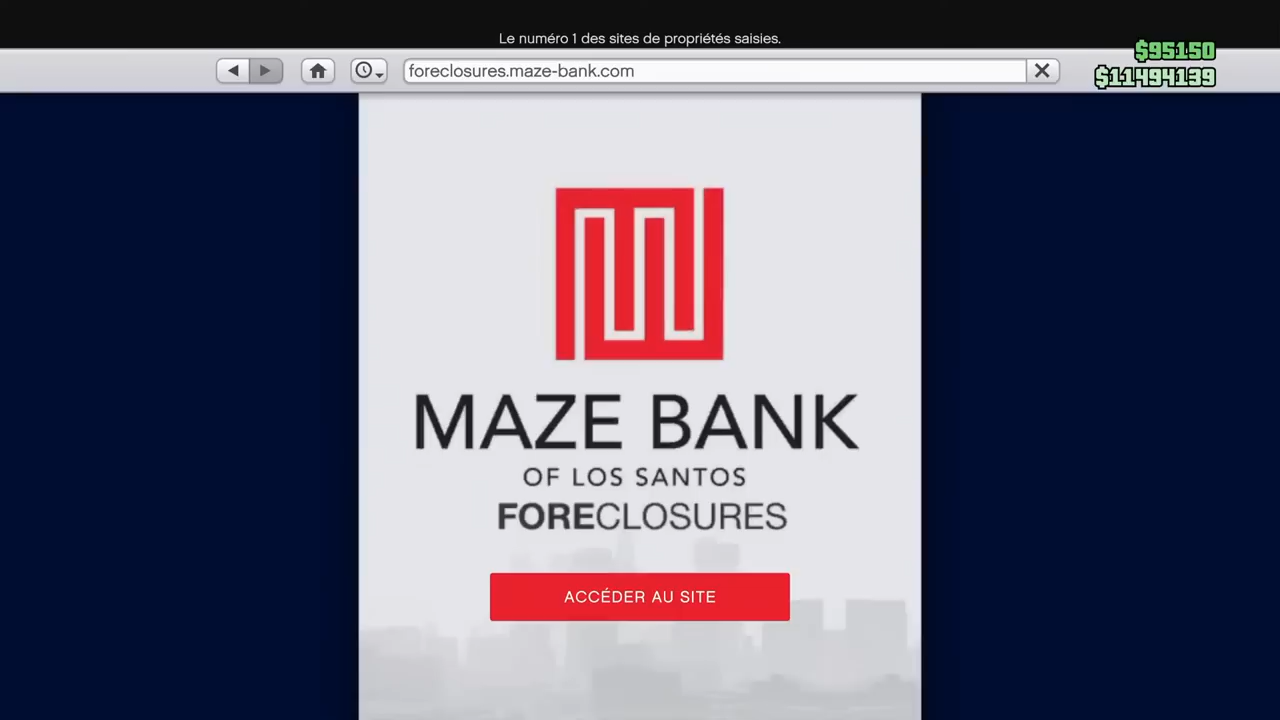 Le numéro 1 des sites de propriétés saisies.
$95150
foreclosures.maze-bank.com
$11494139
MAZE BANK
OF LOS SANTOS
FORECLOSURES
ACCÉDER AU SITE